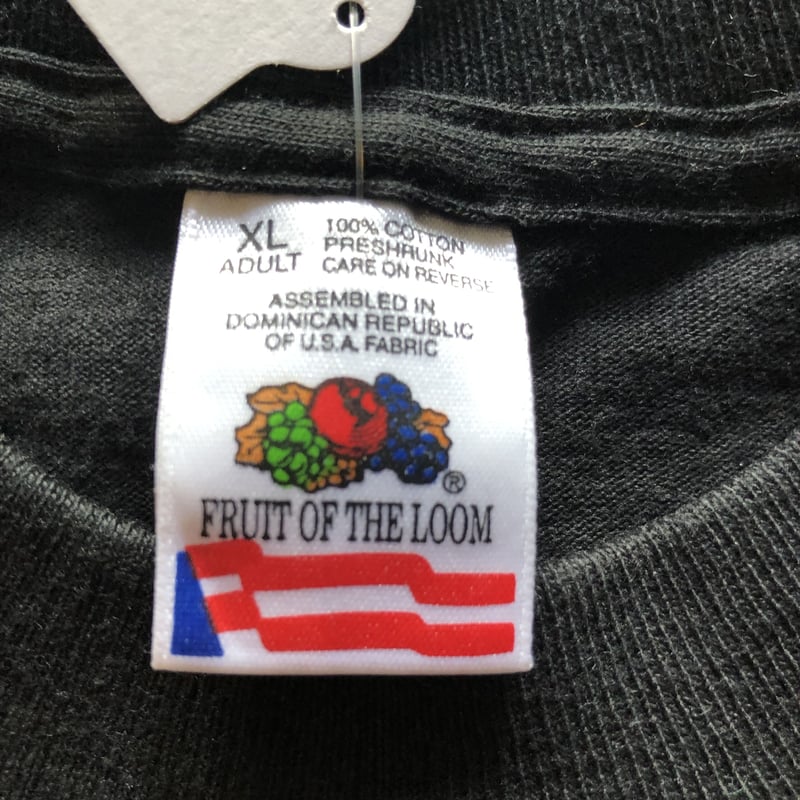 XL
ADULT
100% COTTON
PRESHRUNK
CARE ON REVERSE
ASSEMBLED IN
DOMINICAN REPUBLIC
OF U.S.A. FABRIC
®
FRUIT OF THE LOOM